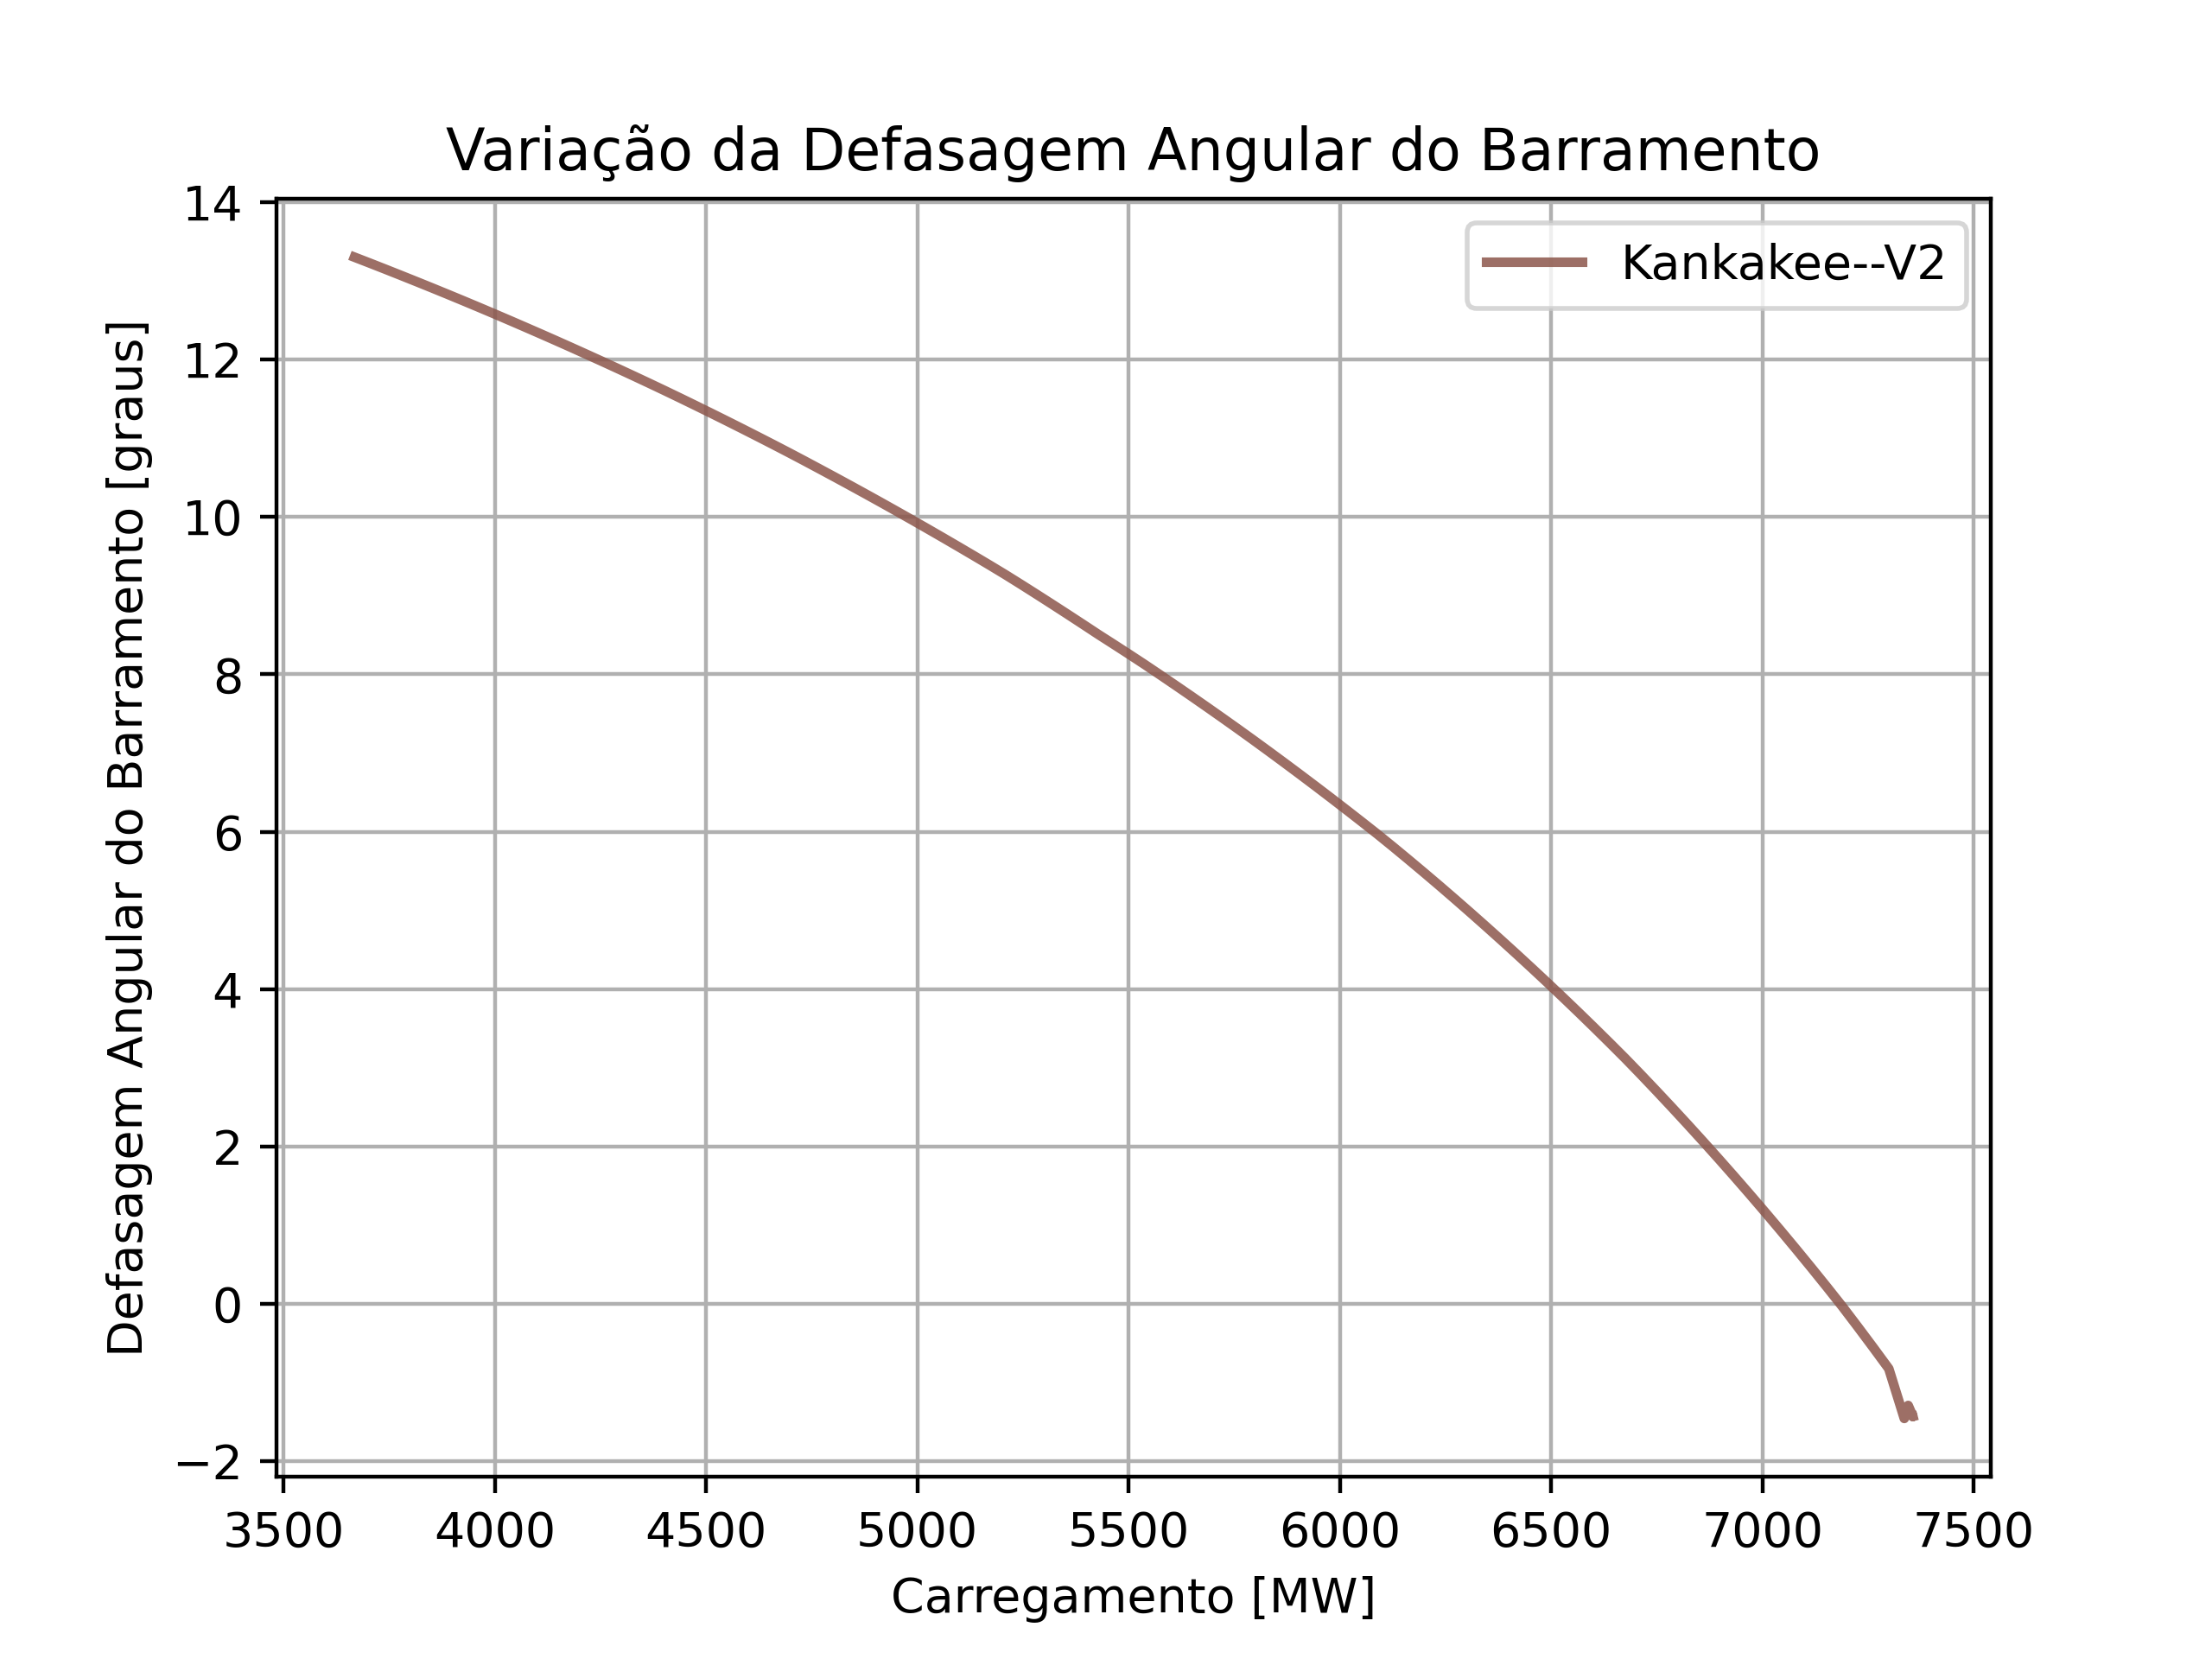 Variação da Defasagem Angular do Barramento
Kankakee--V2
Defasagem Angular do Barramento [graus]
14
12
10
8
6
4
2
0
−2
3500 4000 4500 5000 5500 6000 6500 7000 7500
Carregamento [MW]